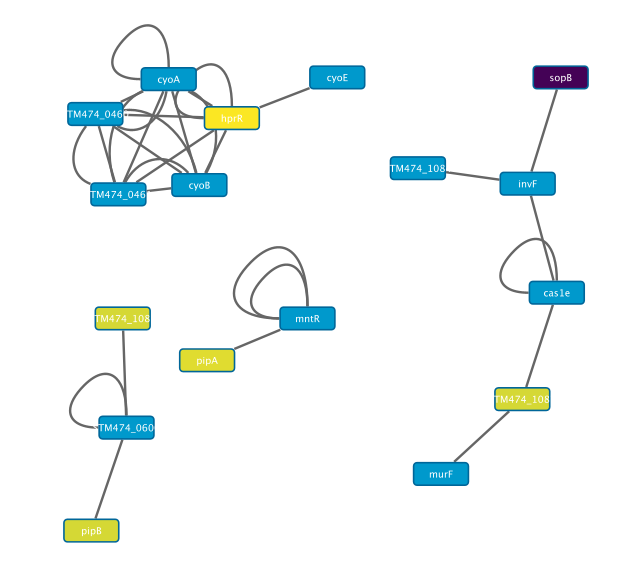 cyoA
cyoE
sopB
TM474_046
hprR
TM474_108
invF
cyoB
TM474_046
cas1e
TM474_108
mntR
pipA
TM474_108
TM474_060
murF
pipB